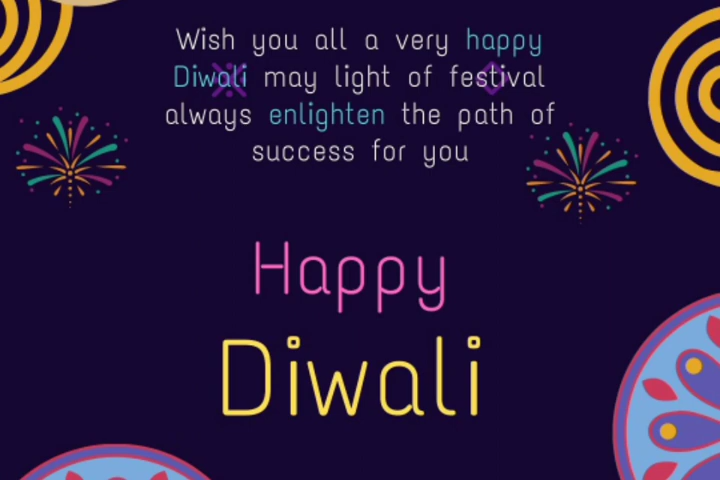 Wish you all a very happy
Diwali may light of festival
always enlighten the path of
success for you
Happy
Diwali